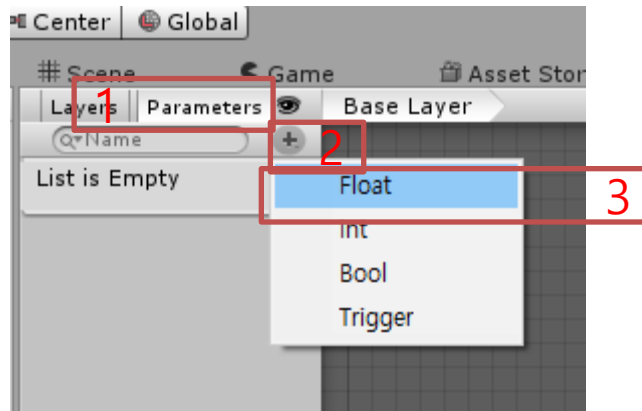 Center Global
# Scene Game Asset Stor
Layers Parameters Base Layer
1
Name
2
List is Empty
Float
3
Int
Bool
Trigger